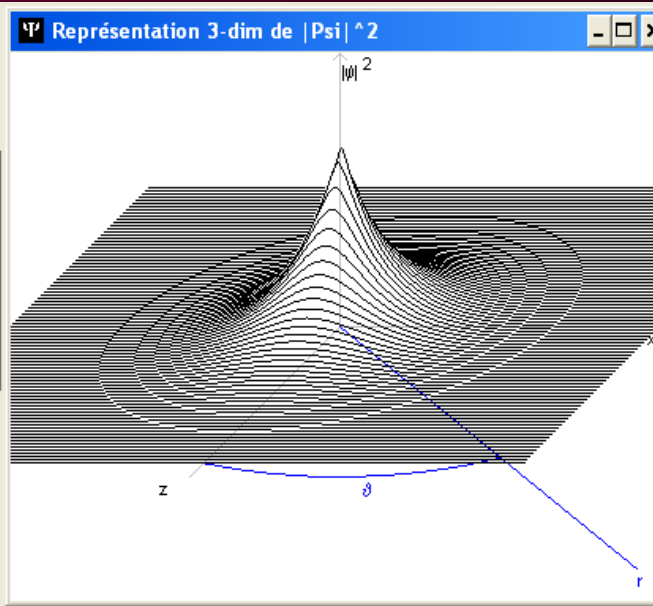 Ψ Représentation 3-dim de |Psi|^2
|ψ| 2
x
z
ϑ
r